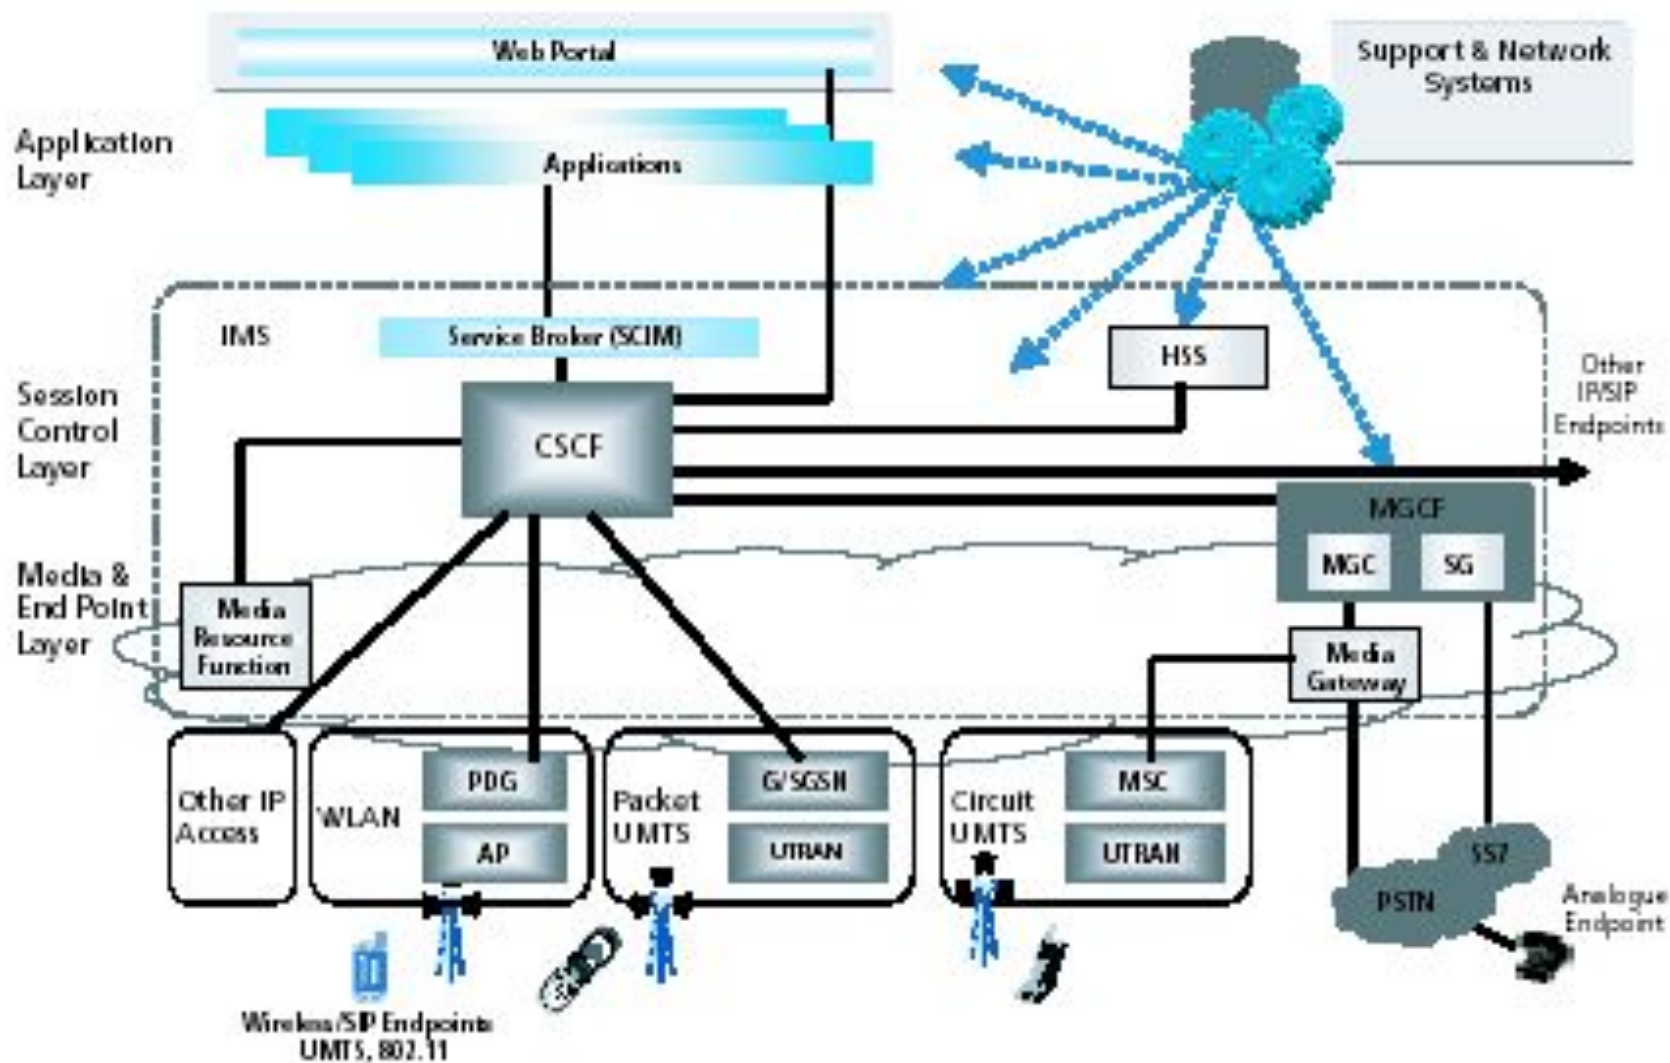 Web Portal
Support & Network
Systems
Application
Layer
Applications
IMS
Service Broker (SCIM)
HSS
Other
IP/SIP
Endpoints
Session
Control
Layer
CSCF
MGCF
MGC
SG
Media &
End Point
Layer
Media
Resource
Function
Media
Gateway
Other IP
Access
WLAN
PDG
AP
Packet
UMTS
G/SGSN
UTRAN
Circuit
UMTS
MSC
UTRAN
SS7
PSTN
Analogue
Endpoint
Wireless/SIP Endpoints
UMTS, 802.11